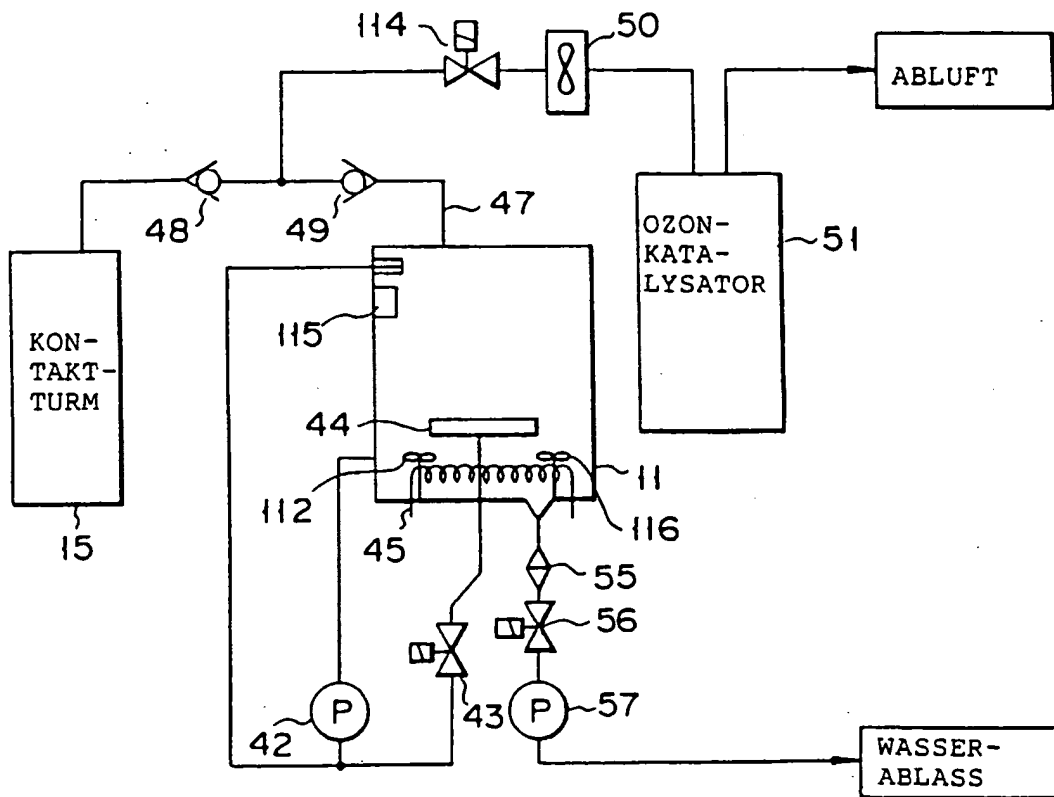 114
50
ABLUFT
48
49
47
OZON-
KATA-
LYSATOR
51
115
KON-
TAKT-
TURM
44
11
112
45
116
15
55
56
P
42
43
P
57
WASSER-
ABLASS